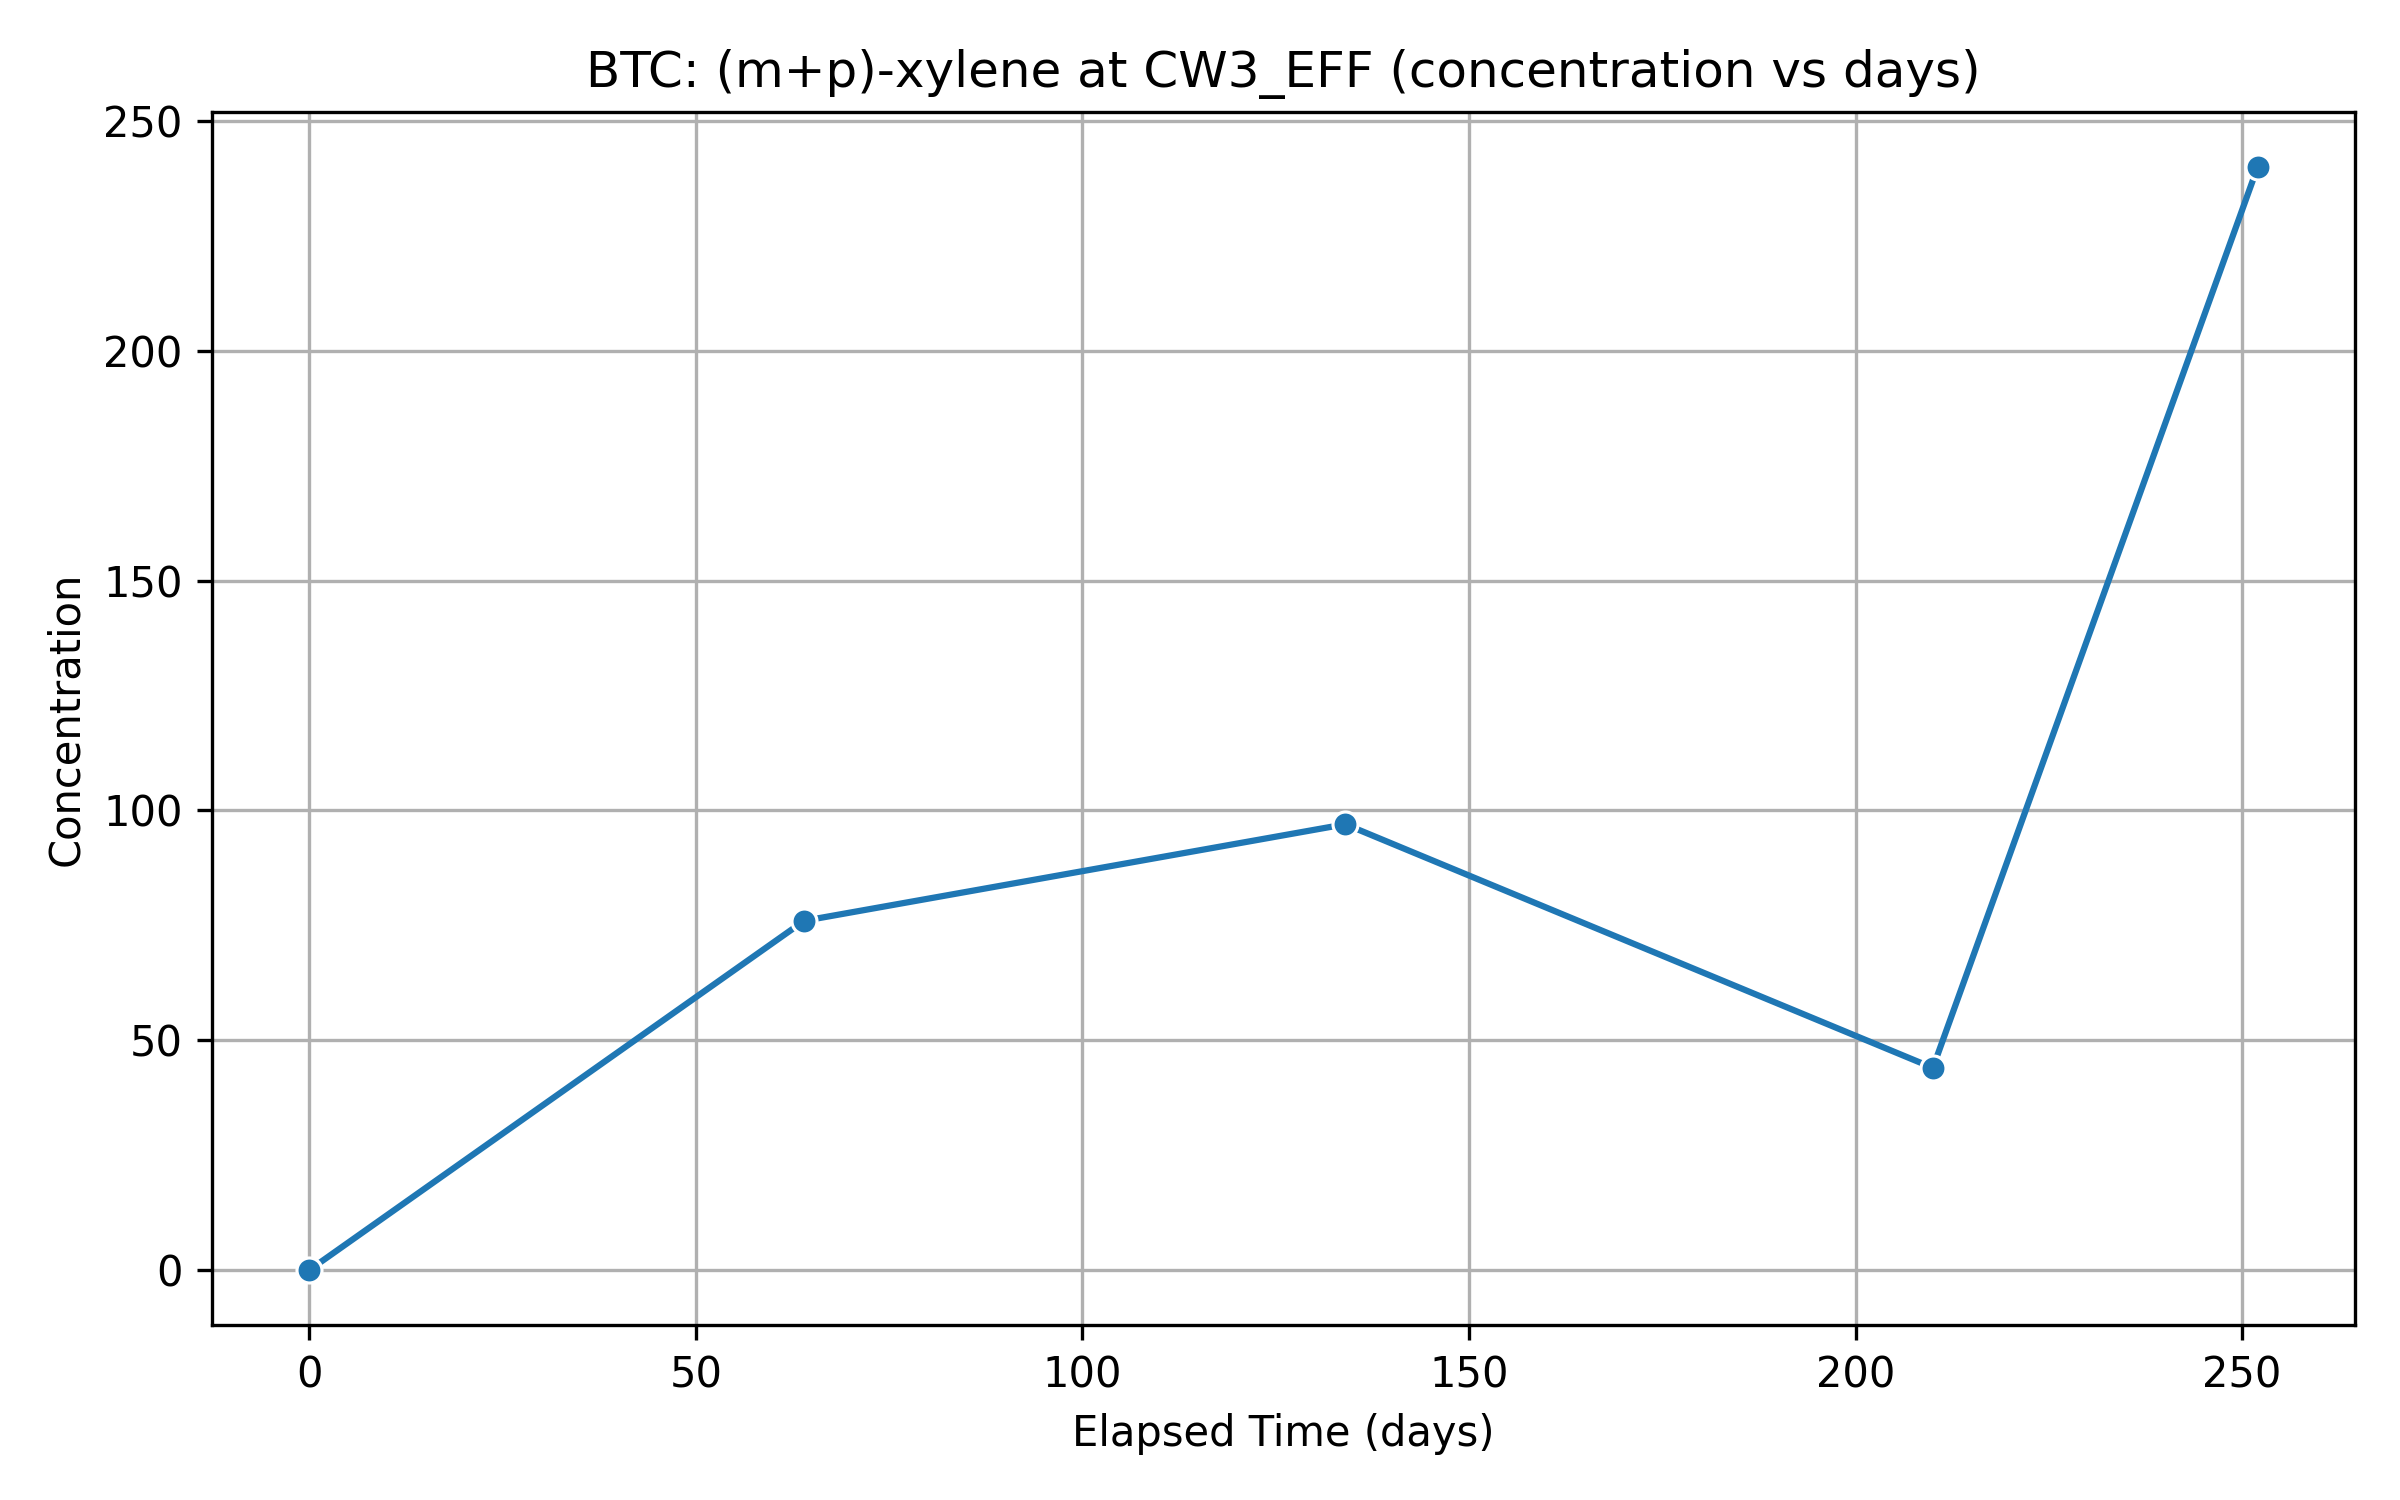 BTC: (m+p)-xylene at CW3_EFF (concentration vs days)
250
200
150
100
50
0
Concentration
0 50 100 150 200 250
Elapsed Time (days)